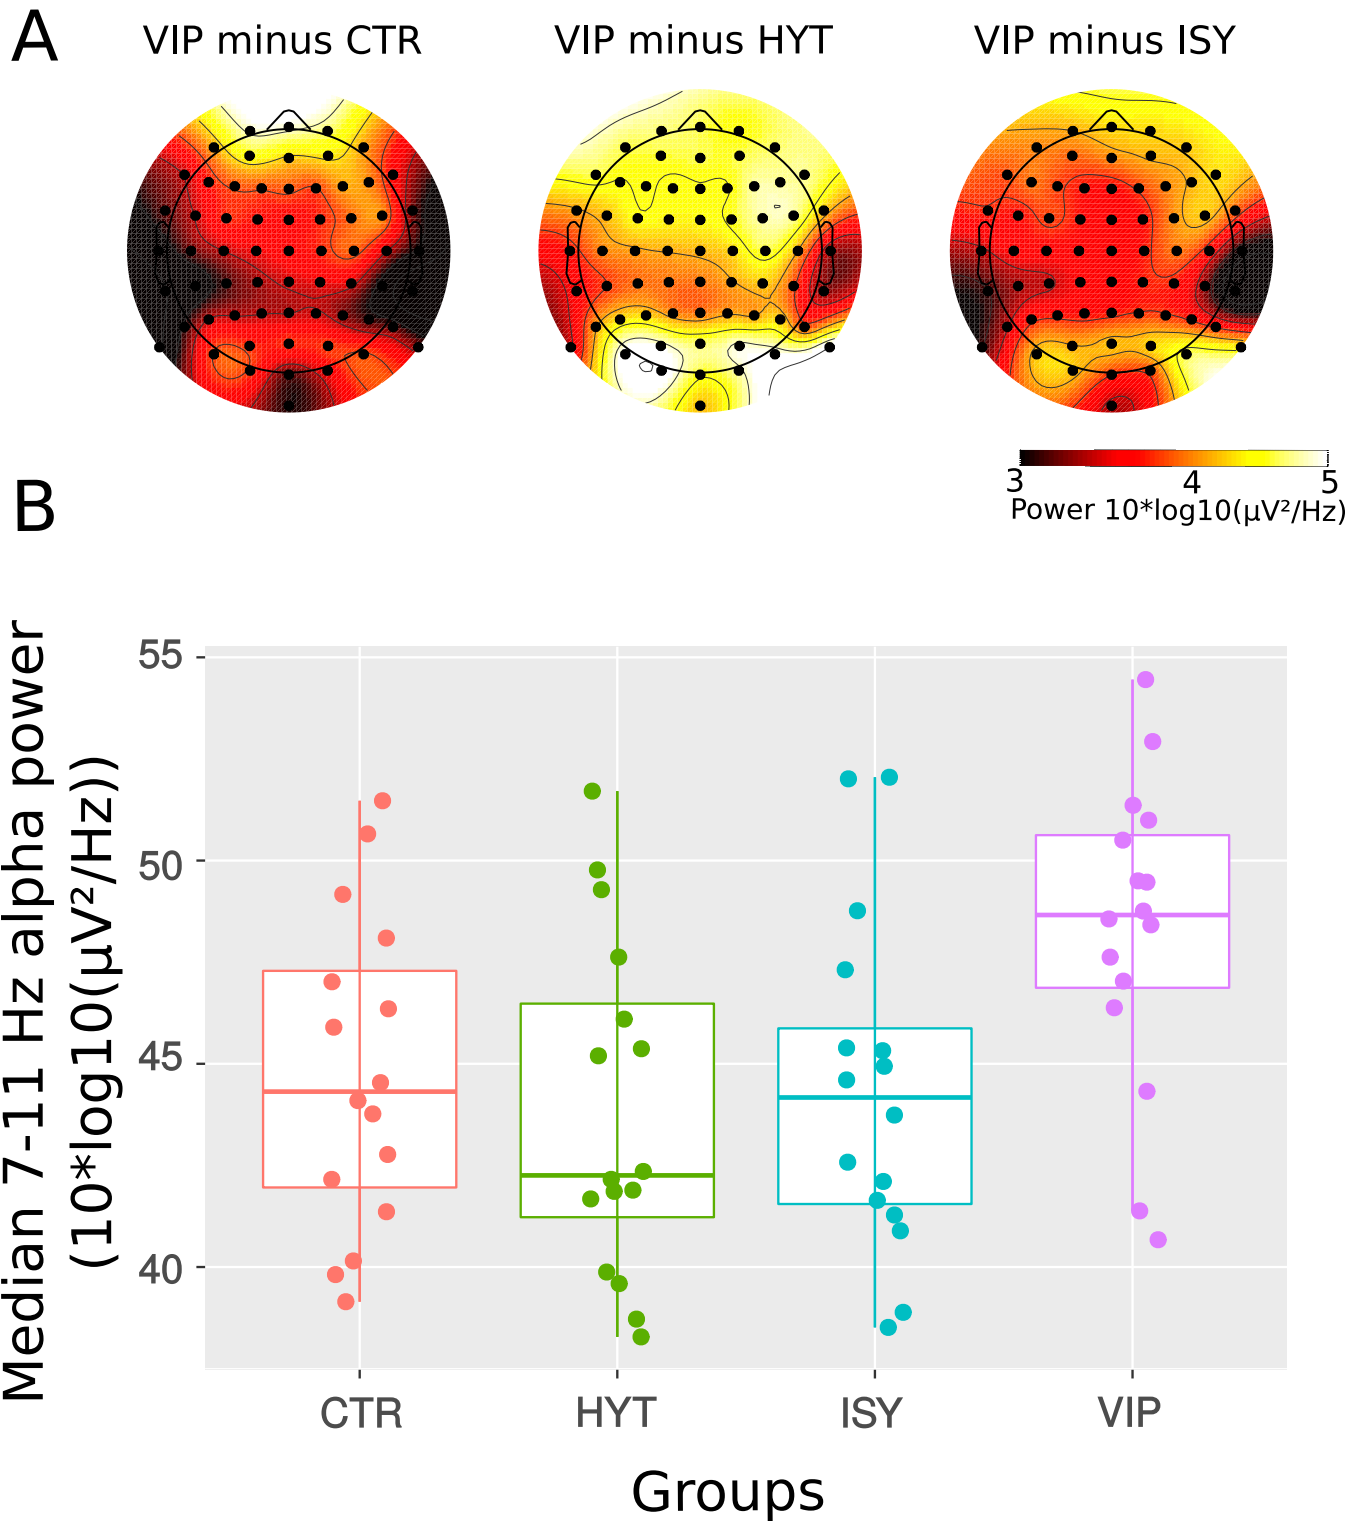 A
VIP minus CTR
VIP minus HYT
VIP minus ISY
3 4 5
Power 10*log10(µV²/Hz)
B
Median 7-11 Hz alpha power
(10*log10(µV²/Hz))
55
50
45
40
CTR HYT ISY VIP
Groups